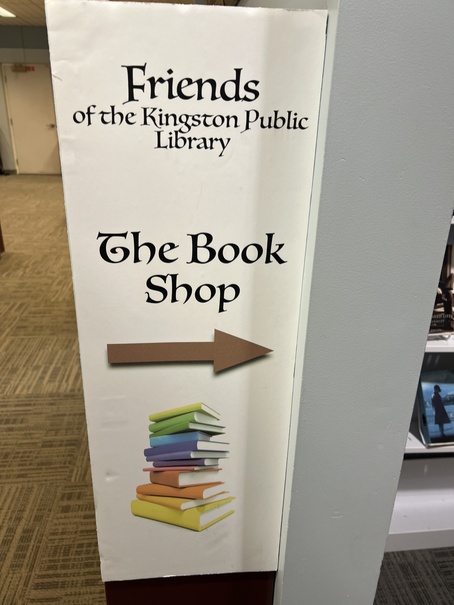 Friends
of the Kingston Public
Library
The Book
Shop